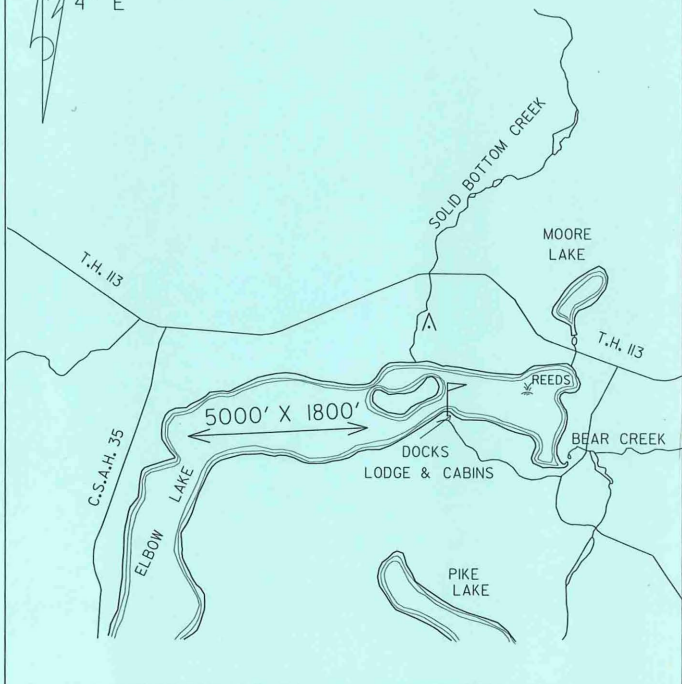 4 E
SOLID BOTTOM CREEK
MOORE
LAKE
T.H. 113
T.H. 113
REEDS
5000' X 1800'
C.S.A.H. 35
DOCKS
LODGE & CABINS
BEAR CREEK
ELBOW LAKE
PIKE
LAKE